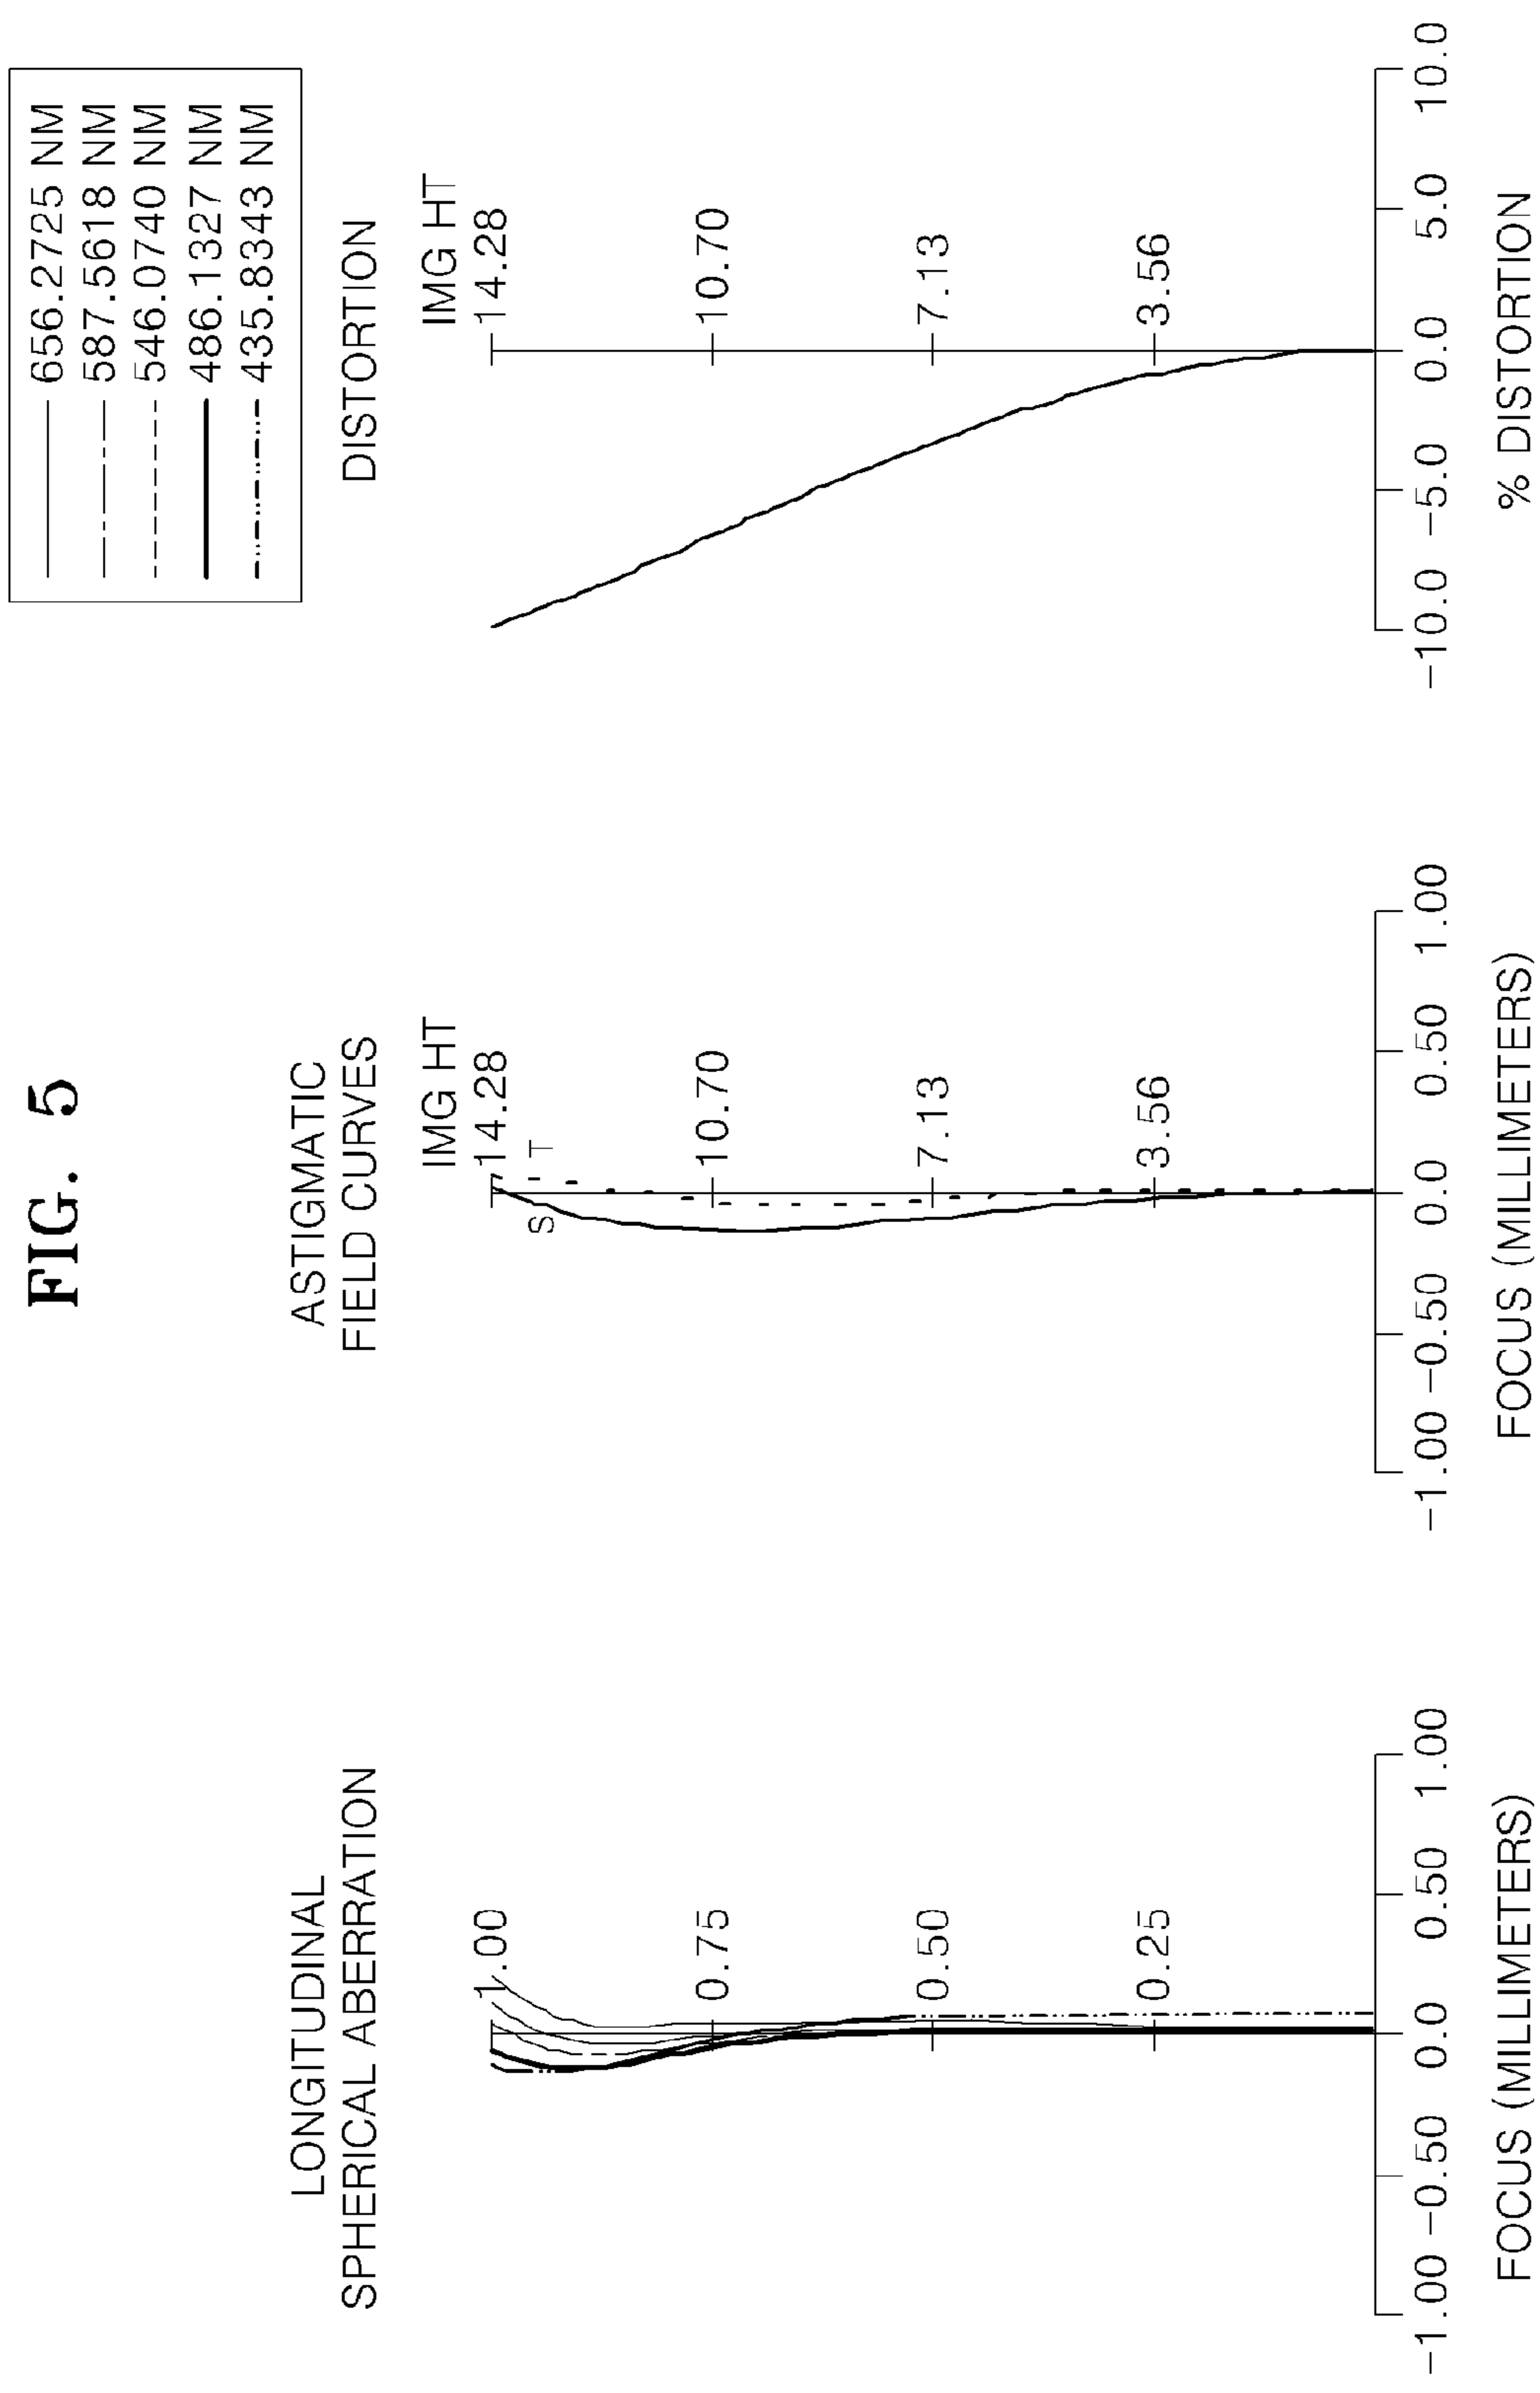 FIG. 5
656.2725 NM
587.5618 NM
546.0740 NM
486.1327 NM
435.8343 NM
LONGITUDINAL
SPHERICAL ABERRATION
1.00
0.75
0.50
0.25
−1.00 −0.50 0.0 0.50 1.00
FOCUS (MILLIMETERS)
ASTIGMATIC
FIELD CURVES
IMG HT
14.28
S T
10.70
7.13
3.56
−1.00 −0.50 0.0 0.50 1.00
FOCUS (MILLIMETERS)
DISTORTION
IMG HT
14.28
10.70
7.13
3.56
−10.0 −5.0 0.0 5.0 10.0
% DISTORTION